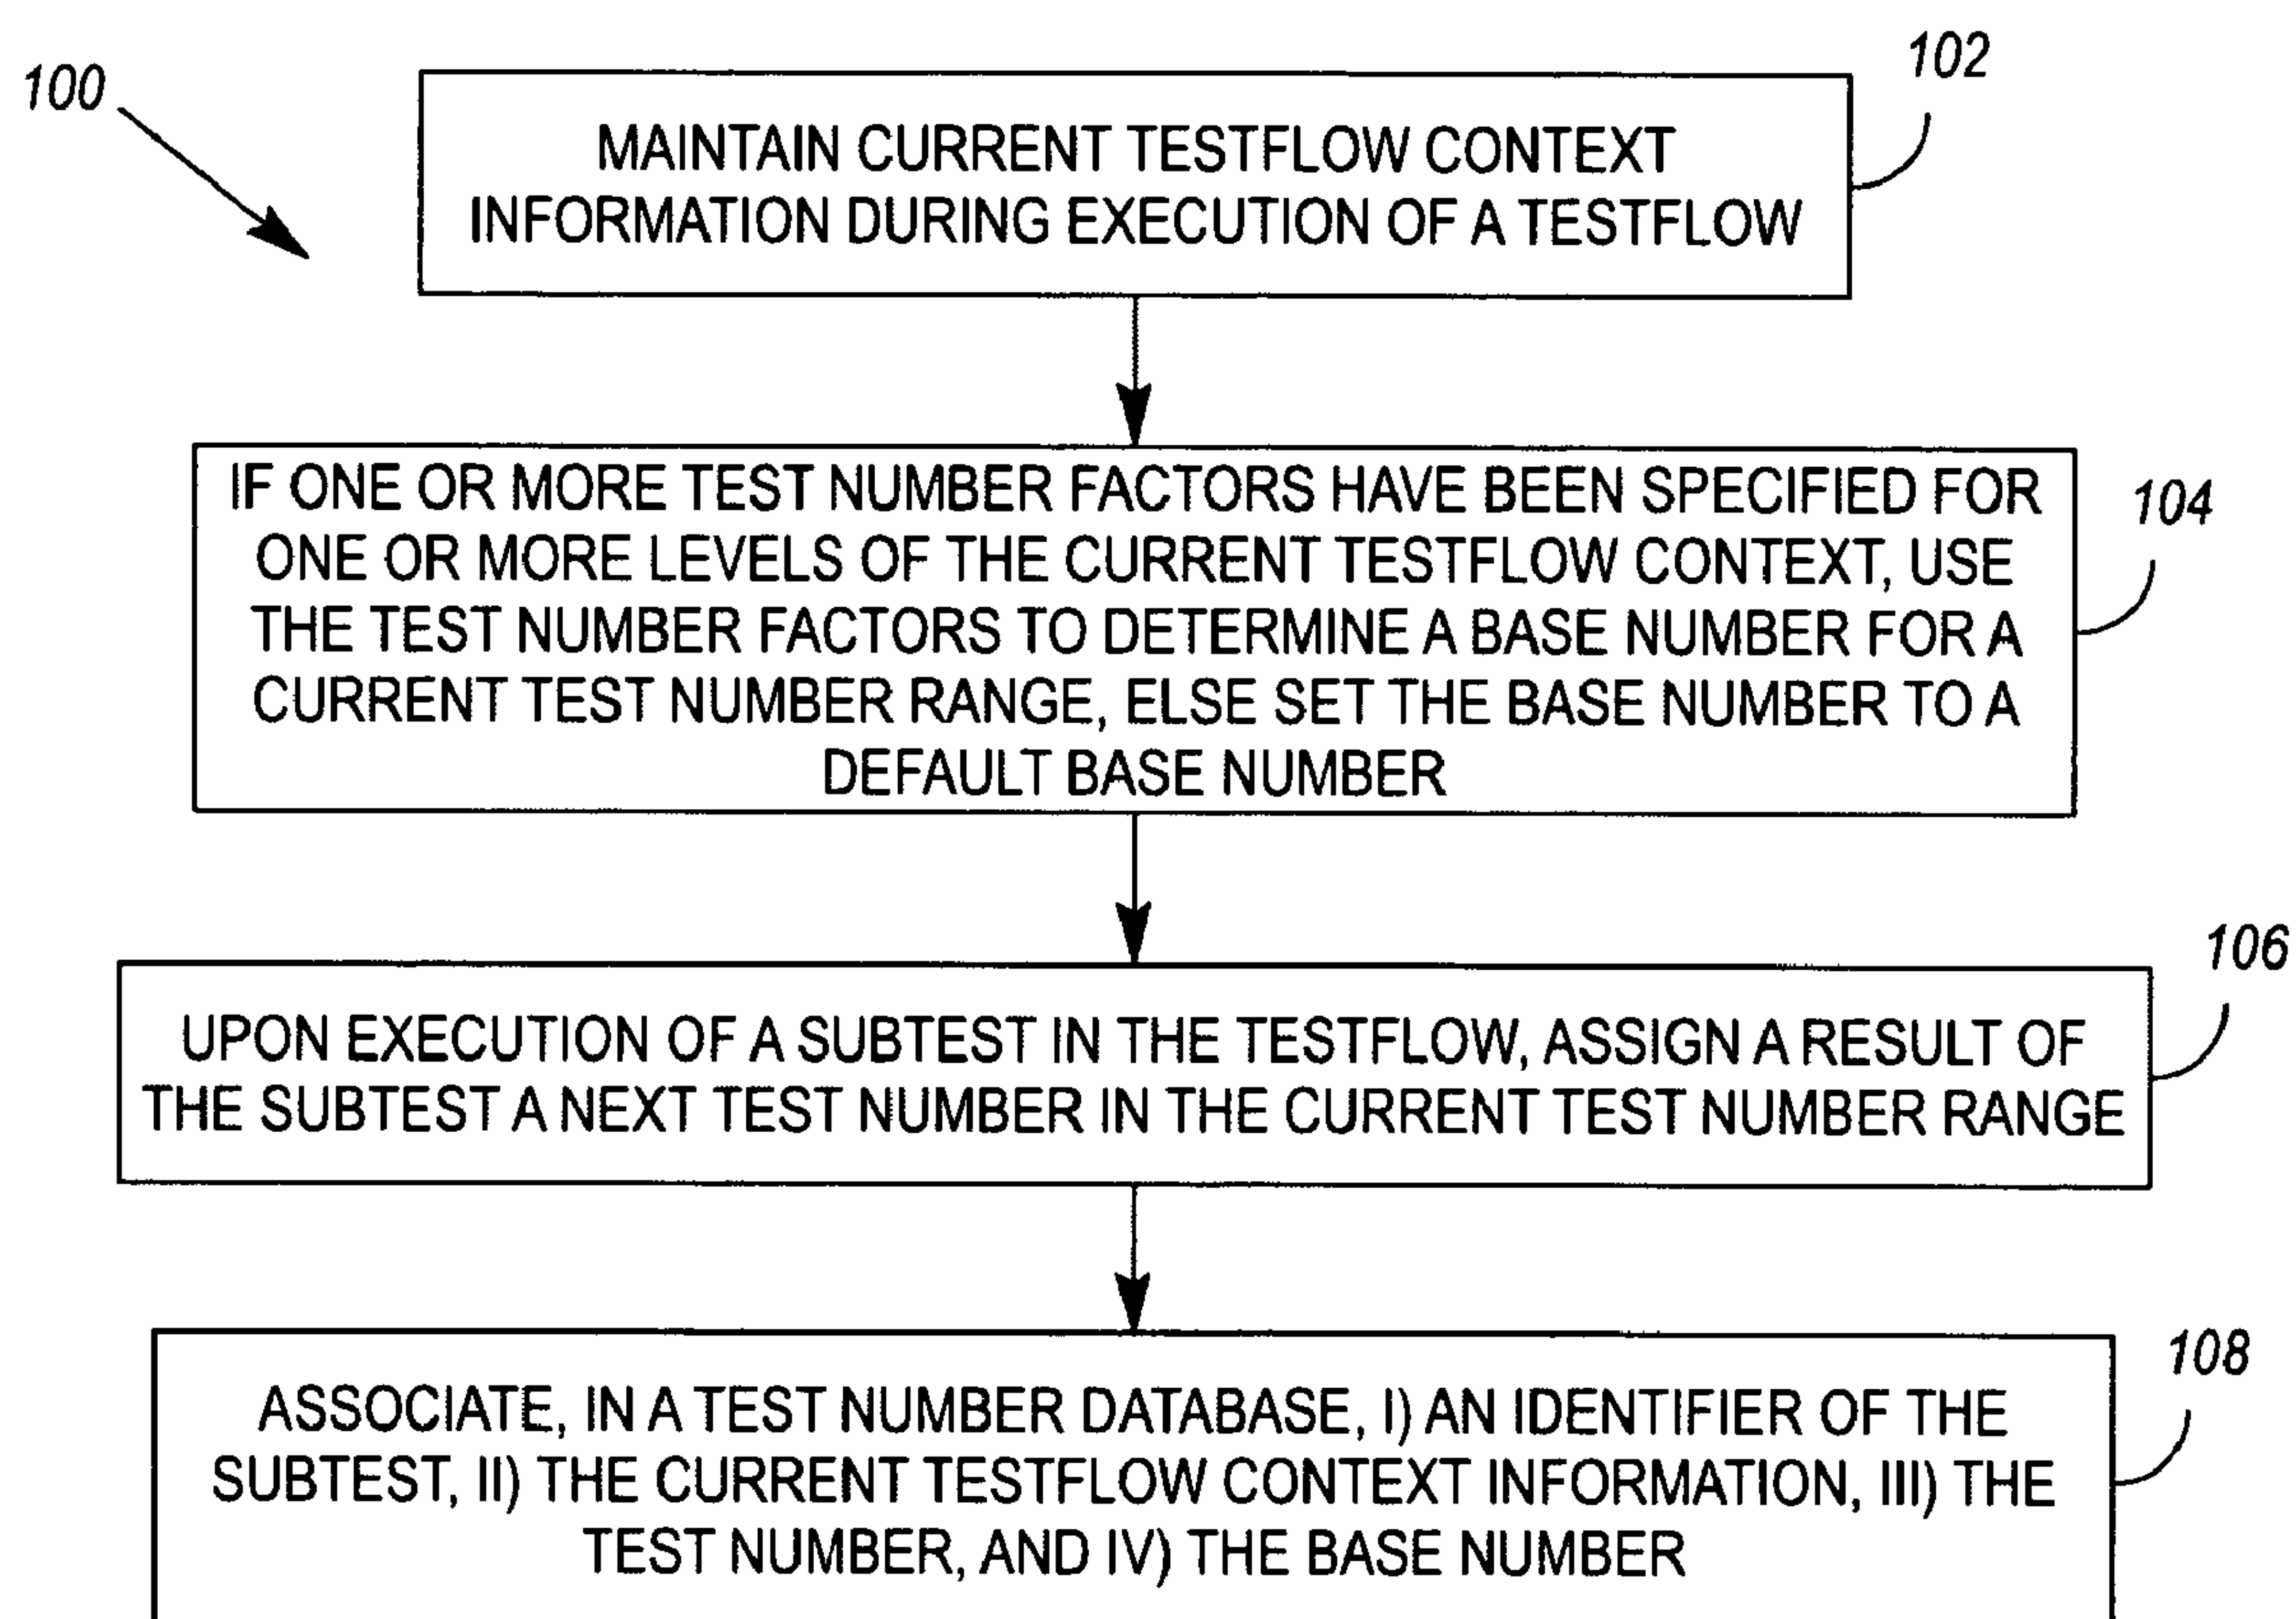 100
102
MAINTAIN CURRENT TESTFLOW CONTEXT
INFORMATION DURING EXECUTION OF A TESTFLOW
104
IF ONE OR MORE TEST NUMBER FACTORS HAVE BEEN SPECIFIED FOR
ONE OR MORE LEVELS OF THE CURRENT TESTFLOW CONTEXT, USE
THE TEST NUMBER FACTORS TO DETERMINE A BASE NUMBER FOR A
CURRENT TEST NUMBER RANGE, ELSE SET THE BASE NUMBER TO A
DEFAULT BASE NUMBER
106
UPON EXECUTION OF A SUBTEST IN THE TESTFLOW, ASSIGN A RESULT OF
THE SUBTEST A NEXT TEST NUMBER IN THE CURRENT TEST NUMBER RANGE
108
ASSOCIATE, IN A TEST NUMBER DATABASE, I) AN IDENTIFIER OF THE
SUBTEST, II) THE CURRENT TESTFLOW CONTEXT INFORMATION, III) THE
TEST NUMBER, AND IV) THE BASE NUMBER